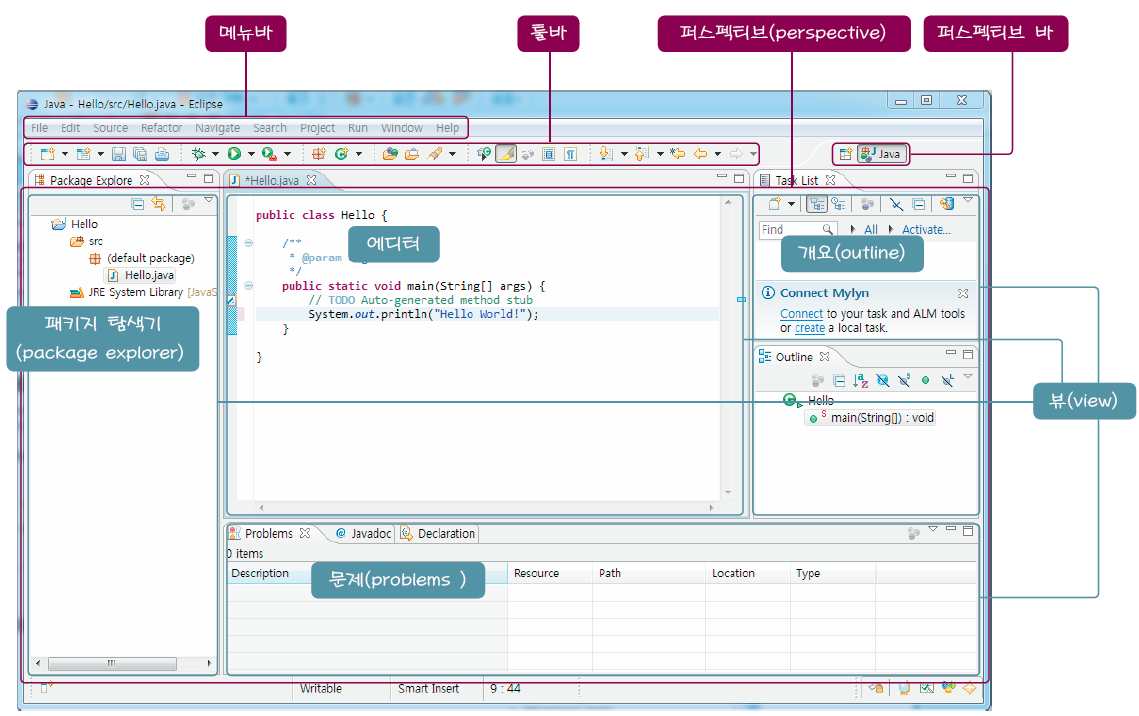 메뉴바
툴바
퍼스펙티브(perspective)
퍼스펙티브 바
Java - Hello/src/Hello.java - Eclipse
File Edit Source Refactor Navigate Search Project Run Window Help
Java
Package Explore
*Hello.java
Task List
Hello
src
(default package)
Hello.java
JRE System Library [JavaS
패키지 탐색기
(package explorer)
public class Hello {
/**
* @param
*/
public static void main(String[] args) {
// TODO Auto-generated method stub
System.out.println("Hello World!");
}
}
에디터
Find
All
Activate...
개요(outline)
Connect Mylyn
Connect to your task and ALM tools
or create a local task.
Outline
Hello
main(String[]) : void
뷰(view)
Problems
@ Javadoc
Declaration
0 items
Description
Resource
Path
Location
Type
문제(problems )
Writable
Smart Insert
9 : 44